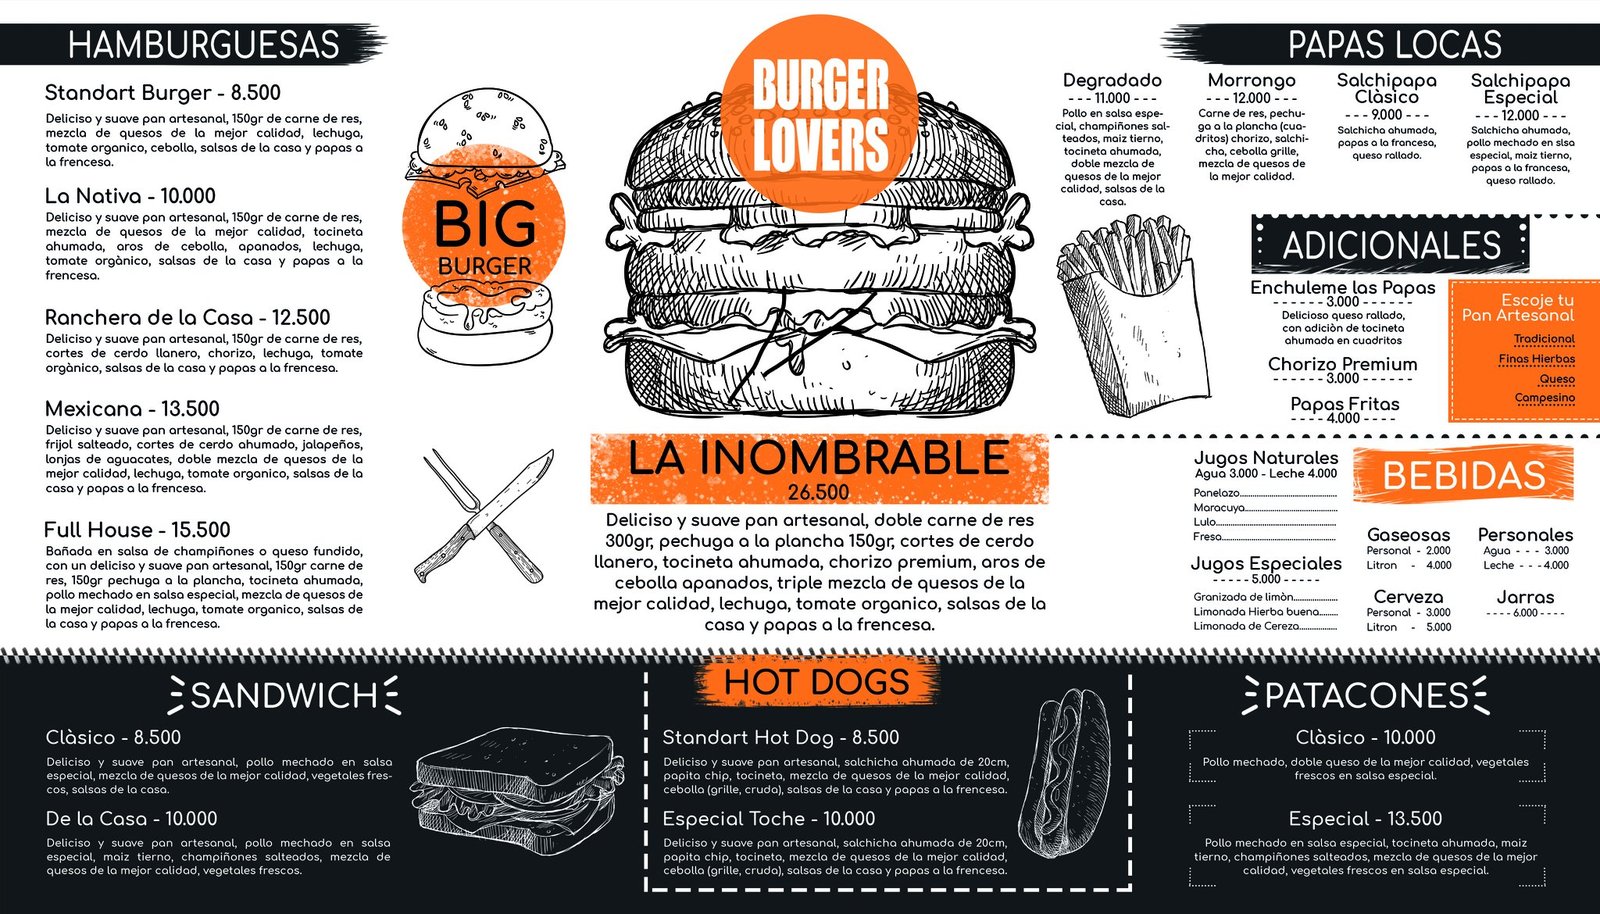 HAMBURGUESAS
Standart Burger - 8.500
Deliciso y suave pan artesanal, 150gr de carne de res,
mezcla de quesos de la mejor calidad, lechuga,
tomate organico, cebolla, salsas de la casa y papas a
la frencesa.
La Nativa - 10.000
Deliciso y suave pan artesanal, 150gr de carne de res,
mezcla de quesos de la mejor calidad, tocineta
ahumada, aros de cebolla, apanados, lechuga,
tomate orgànico, salsas de la casa y papas a la
frencesa.
Ranchera de la Casa - 12.500
Deliciso y suave pan artesanal, 150gr de carne de res,
cortes de cerdo llanero, chorizo, lechuga, tomate
orgànico, salsas de la casa y papas a la frencesa.
Mexicana - 13.500
Deliciso y suave pan artesanal, 150gr de carne de res,
frijol salteado, cortes de cerdo ahumado, jalapeños,
lonjas de aguacates, doble mezcla de quesos de la
mejor calidad, lechuga, tomate organico, salsas de la
casa y papas a la frencesa.
Full House - 15.500
Bañada en salsa de champiñones o queso fundido,
con un deliciso y suave pan artesanal, 150gr carne de
res, 150gr pechuga a la plancha, tocineta ahumada,
pollo mechado en salsa especial, mezcla de quesos de
la mejor calidad, lechuga, tomate organico, salsas de
la casa y papas a la frencesa.
BIG
BURGER
BURGER
LOVERS
LA INOMBRABLE
26.500
Deliciso y suave pan artesanal, doble carne de res
300gr, pechuga a la plancha 150gr, cortes de cerdo
llanero, tocineta ahumada, chorizo premium, aros de
cebolla apanados, triple mezcla de quesos de la
mejor calidad, lechuga, tomate organico, salsas de la
casa y papas a la frencesa.
PAPAS LOCAS
Degradado
- - - 11.000 - - -
Pollo en salsa espe-
cial, champiñones sal-
teados, maiz tierno,
tocineta ahumada,
doble mezcla de
quesos de la mejor
calidad, salsas de la
casa.
Morrongo
- - - 12.000 - - -
Carne de res, pechu-
ga a la plancha (cua-
dritos) chorizo, salchi-
cha, cebolla grille,
mezcla de quesos de
la mejor calidad.
Salchipapa
Clàsico
- - - 9.000 - - -
Salchicha ahumada,
papas a la francesa,
queso rallado.
Salchipapa
Especial
- - - 12.000 - - -
Salchicha ahumada,
pollo mechado en slsa
especial, maiz tierno,
papas a la francesa,
queso rallado.
ADICIONALES
Enchuleme las Papas
- - - - - - 3.000 - - - - - -
Delicioso queso rallado,
con adiciòn de tocineta
ahumada en cuadritos
Chorizo Premium
- - - - - - 3.000 - - - - - -
Papas Fritas
- - - - 4.000 - - - -
Escoje tu
Pan Artesanal
Tradicional
Finas Hierbas
Queso
Campesino
BEBIDAS
Jugos Naturales
Agua 3.000 - Leche 4.000
Panelazo
Maracuya
Lulo
Fresa
Jugos Especiales
- - - - - 5.000 - - - - -
Granizada de limòn
Limonada Hierba buena
Limonada de Cereza
Gaseosas
Personal - 2.000
Litron - 4.000
Personales
Agua - - - 3.000
Leche - - - 4.000
Cerveza
Personal - 3.000
Litron - 5.000
Jarras
- - - - 6.000 - - - -
SANDWICH
Clàsico - 8.500
Deliciso y suave pan artesanal, pollo mechado en salsa
especial, mezcla de quesos de la mejor calidad, vegetales fres-
cos, salsas de la casa.
De la Casa - 10.000
Deliciso y suave pan artesanal, pollo mechado en salsa
especial, maiz tierno, champiñones salteados, mezcla de
quesos de la mejor calidad, vegetales frescos.
HOT DOGS
Standart Hot Dog - 8.500
Deliciso y suave pan artesanal, salchicha ahumada de 20cm,
papita chip, tocineta, mezcla de quesos de la mejor calidad,
cebolla (grille, cruda), salsas de la casa y papas a la frencesa.
Especial Toche - 10.000
Deliciso y suave pan artesanal, salchicha ahumada de 20cm,
papita chip, tocineta, mezcla de quesos de la mejor calidad,
cebolla (grille, cruda), salsas de la casa y papas a la frencesa.
PATACONES
Clàsico - 10.000
Pollo mechado, doble queso de la mejor calidad, vegetales
frescos en salsa especial.
Especial - 13.500
Pollo mechado en salsa especial, tocineta ahumada, maiz
tierno, champiñones salteados, mezcla de quesos de la mejor
calidad, vegetales frescos en salsa especial.